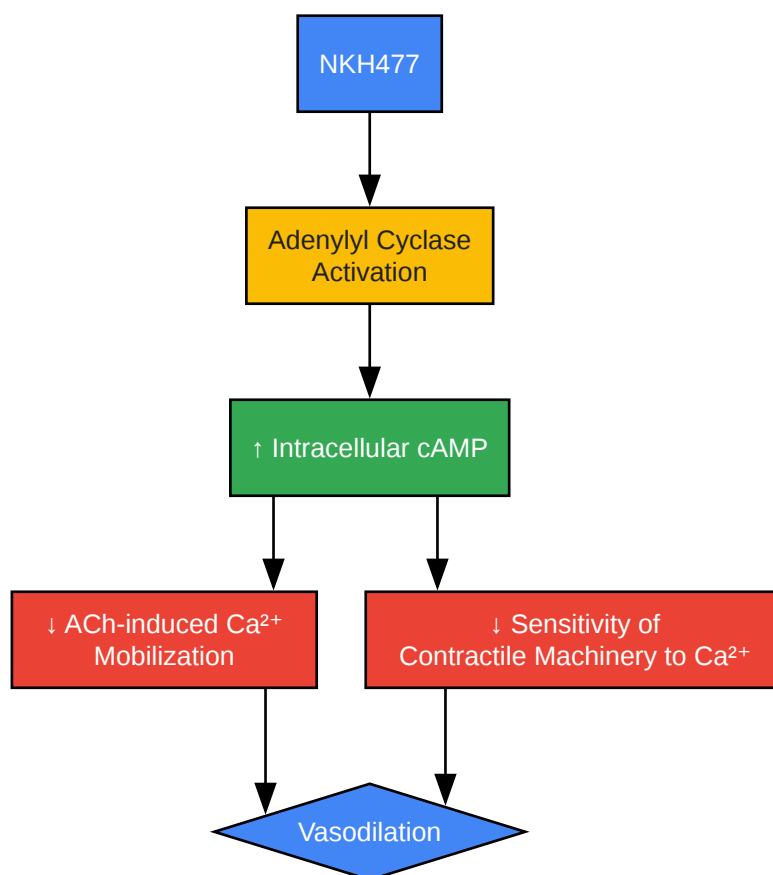 NKH477
Adenylyl Cyclase
Activation
↑ Intracellular cAMP
↓ ACh-induced Ca²⁺
Mobilization
↓ Sensitivity of
Contractile Machinery to Ca²⁺
Vasodilation